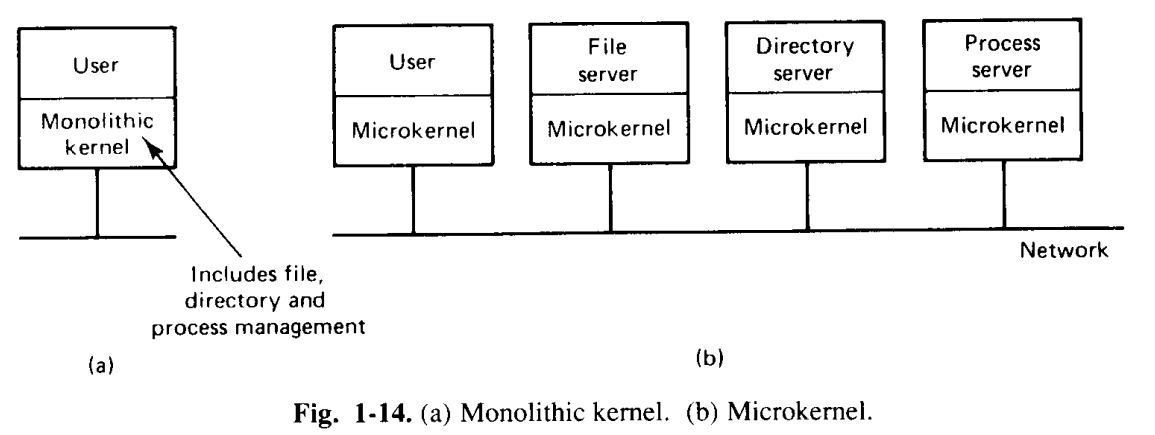 User
Monolithic
kernel
Includes file,
directory and
process management
(a)
User
Microkernel
File
server
Microkernel
Directory
server
Microkernel
Process
server
Microkernel
Network
(b)
Fig. 1-14. (a) Monolithic kernel. (b) Microkernel.